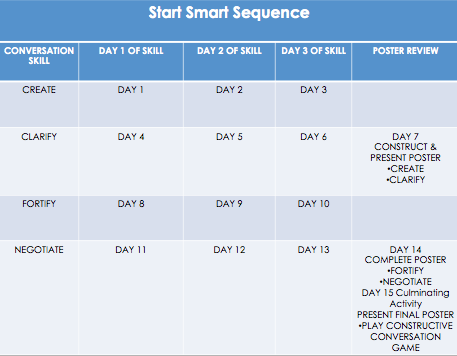 Start Smart Sequence
CONVERSATION SKILL DAY 1 OF SKILL DAY 2 OF SKILL DAY 3 OF SKILL POSTER REVIEW
CREATE DAY 1 DAY 2 DAY 3
CLARIFY DAY 4 DAY 5 DAY 6 DAY 7
CONSTRUCT &
PRESENT POSTER
•CREATE
•CLARIFY
FORTIFY DAY 8 DAY 9 DAY 10
NEGOTIATE DAY 11 DAY 12 DAY 13 DAY 14
COMPLETE POSTER
•FORTIFY
•NEGOTIATE
DAY 15 Culminating
Activity
PRESENT FINAL POSTER
•PLAY CONSTRUCTIVE
CONVERSATION
GAME